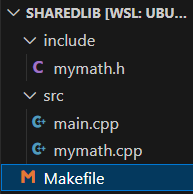 SHAREDLIB [WSL: UBU...
include
C mymath.h
src
C++ main.cpp
C++ mymath.cpp
M Makefile